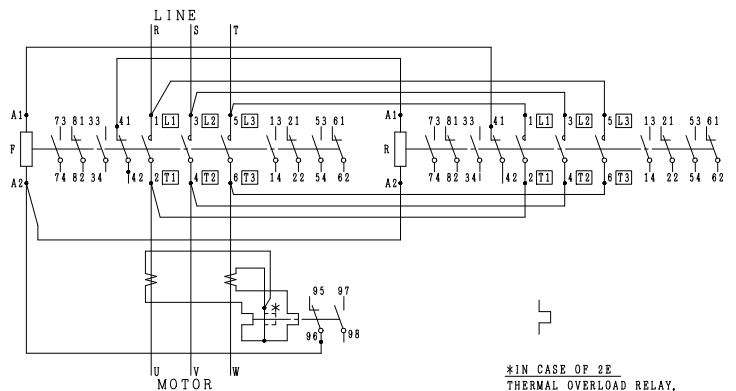 LINE
R S T
A1 73 81 33 41 1 L1 3 L2 5 L3 13 21 53 61 A1 73 81 33 41 1 L1 3 L2 5 L3 13 21 53 61
F R
A2 74 82 34 42 2 T1 4 T2 6 T3 14 22 54 62 A2 74 82 34 42 2 T1 4 T2 6 T3 14 22 54 62
* 95 97
96 98
U V W
MOTOR
*IN CASE OF 2E
THERMAL OVERLOAD RELAY.